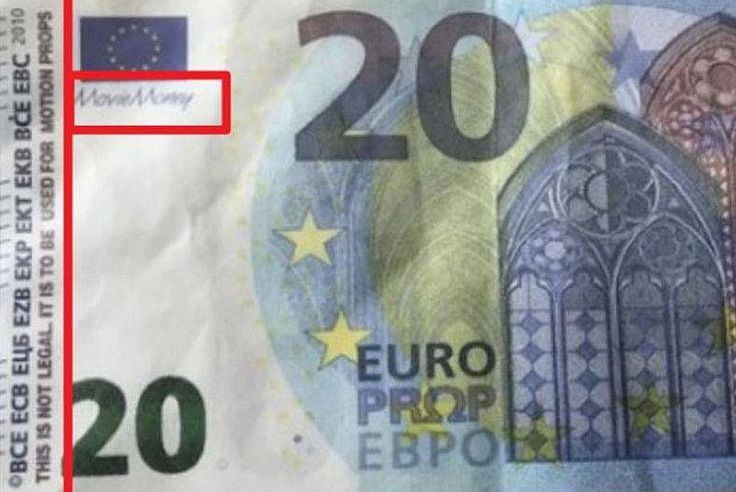 20
MovieMoney
©BCE ECB ЕЦБ EZB EKP EKT EKB BĊE EBC 2010
THIS IS NOT LEGAL. IT IS TO BE USED FOR MOTION PROPS
EURO
PRΩP
ЕВРО
20